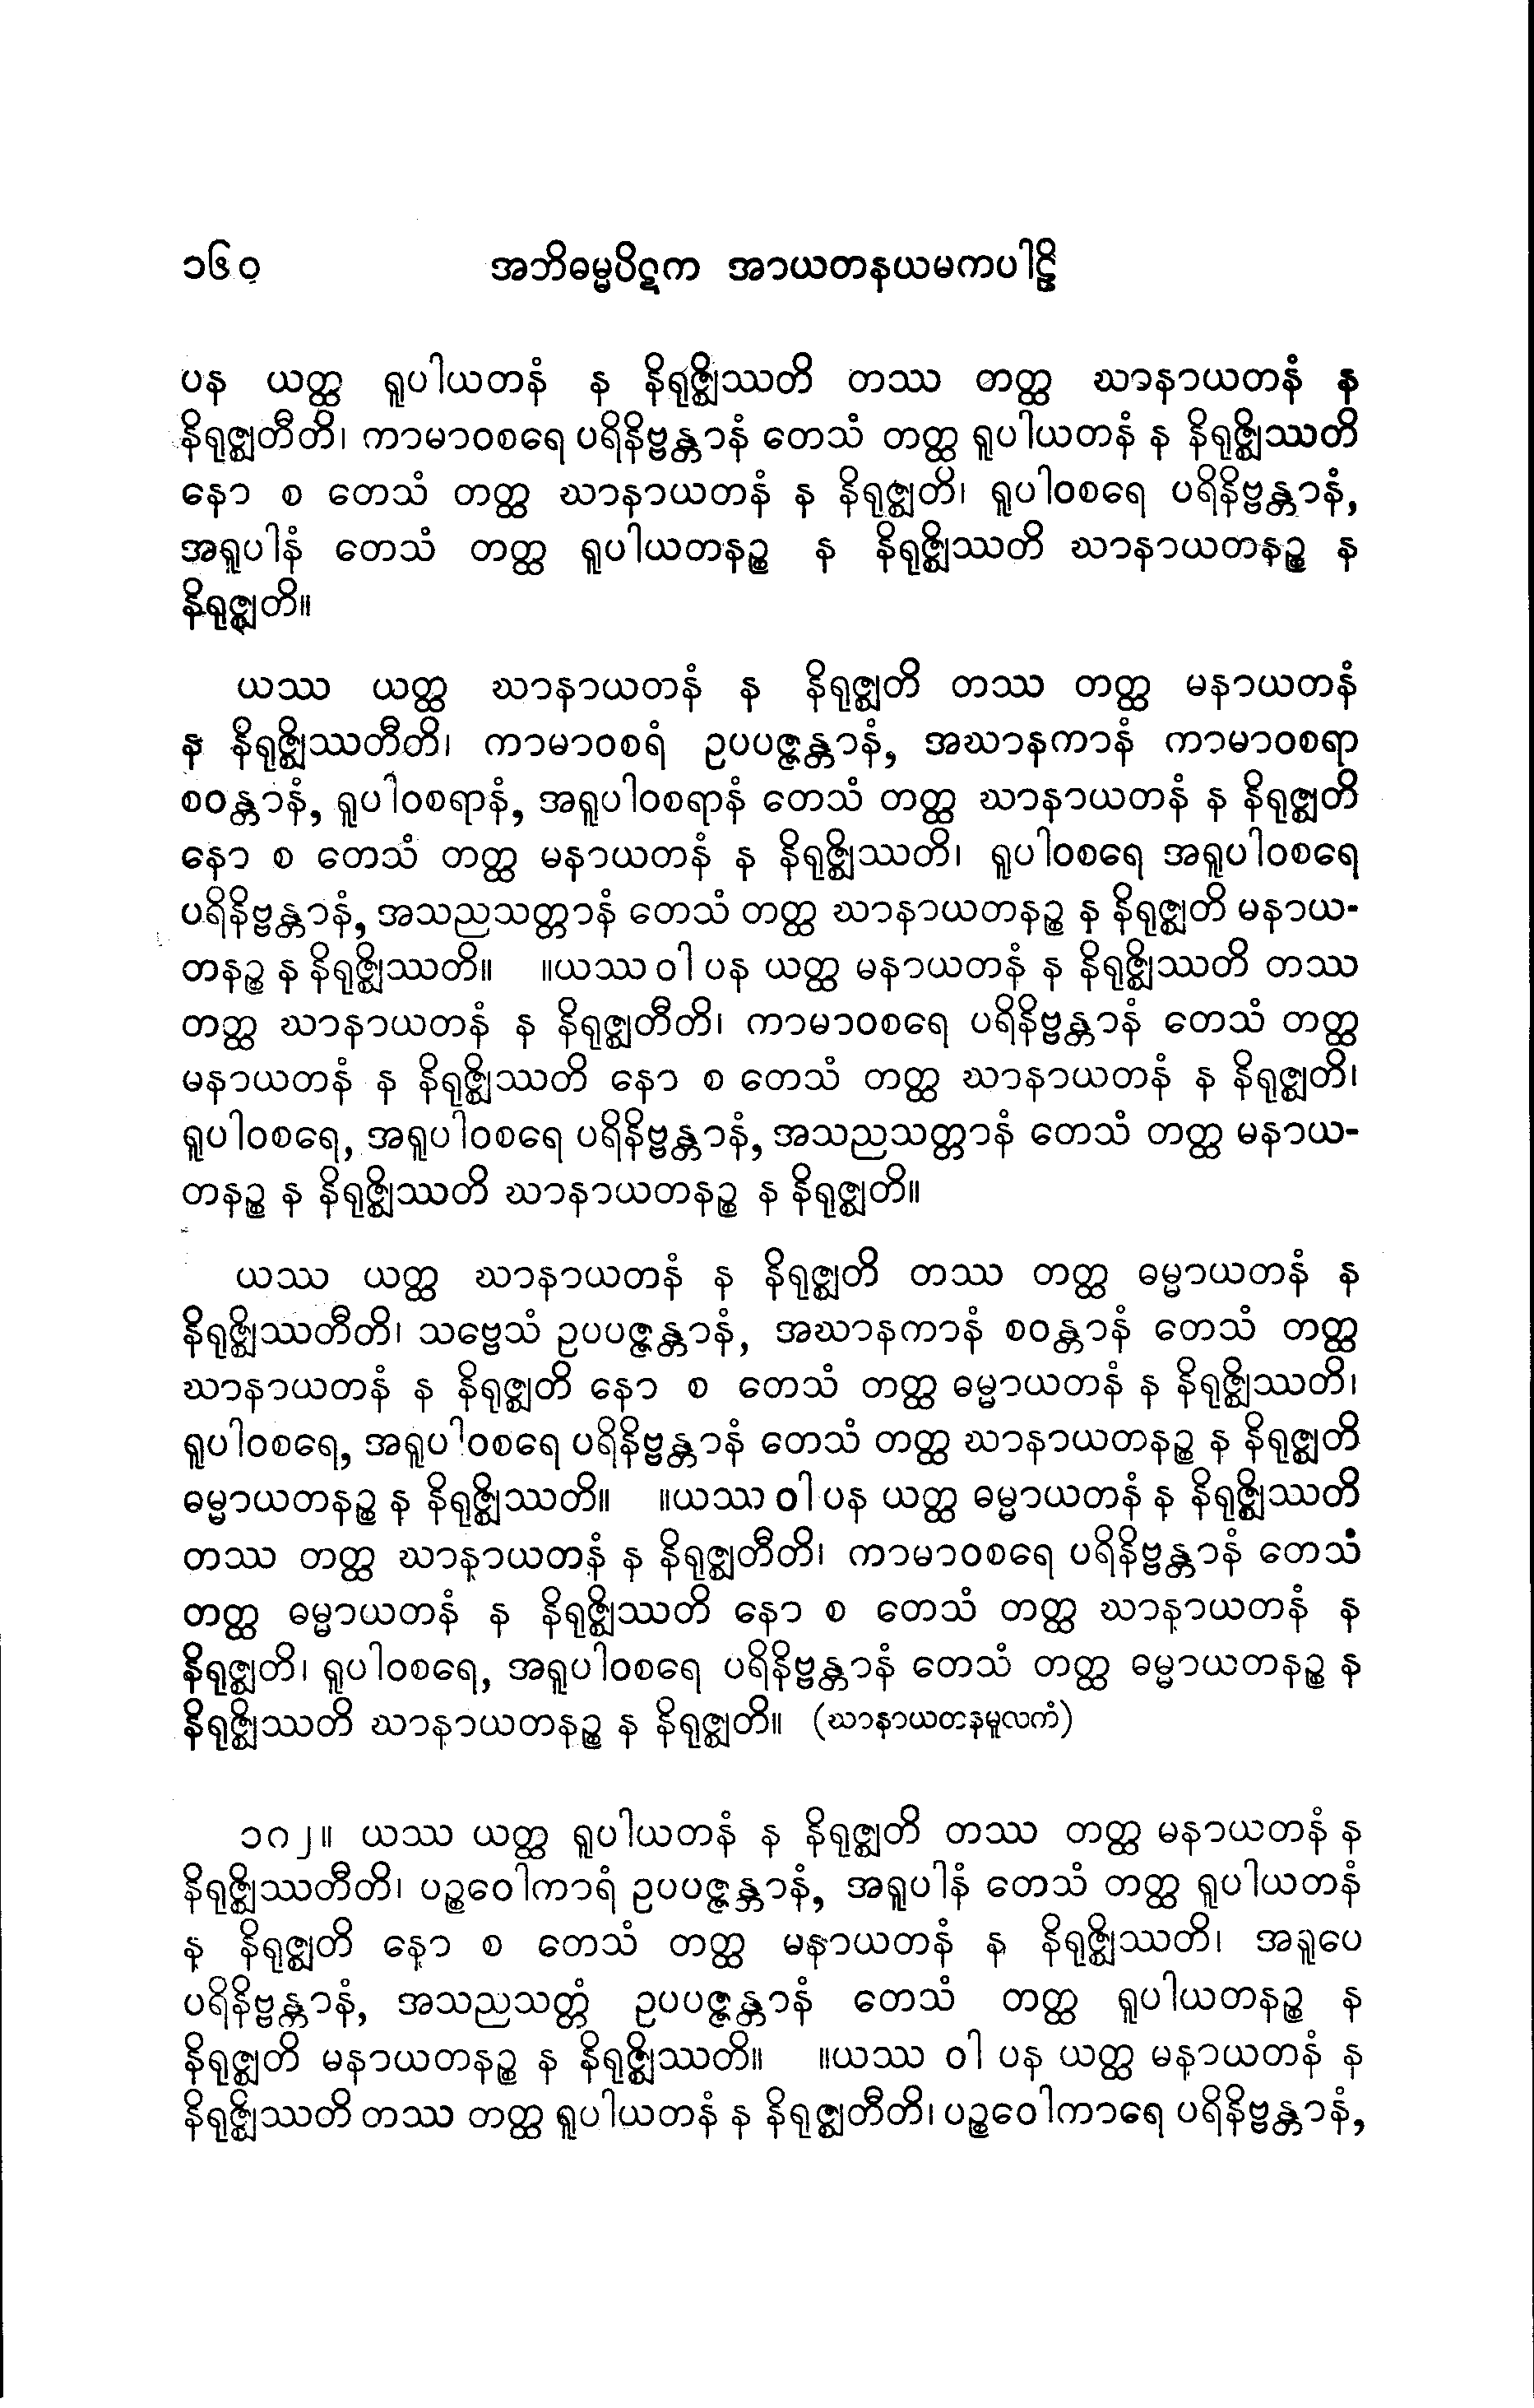 ၁၆၀ အဘိဓမ္မပိဋက အာယတနယမကပါဠိ
ပန ယတ္ထ ရူပါယတနံ န နိရုဇ္ဈိဿတိ တဿ တတ္ထ ဃာနာယတနံ န
နိရုဇ္ဈတီတိ၊ ကာမာဝစရေ ပရိနိဗ္ဗန္တာနံ တေသံ တတ္ထ ရူပါယတနံ န နိရုဇ္ဈိဿတိ
နော စ တေသံ တတ္ထ ဃာနာယတနံ န နိရုဇ္ဈတိ၊ ရူပါဝစရေ ပရိနိဗ္ဗန္တာနံ,
အရူပါနံ တေသံ တတ္ထ ရူပါယတနဉ္စ န နိရုဇ္ဈိဿတိ ဃာနာယတနဉ္စ န
နိရုဇ္ဈတိ။
ယဿ ယတ္ထ ဃာနာယတနံ န နိရုဇ္ဈတိ တဿ တတ္ထ မနာယတနံ
န နိရုဇ္ဈိဿတီတိ၊ ကာမာဝစရံ ဥပပဇ္ဇန္တာနံ, အဃာနကာနံ ကာမာဝစရာ
စဝန္တာနံ, ရူပါဝစရာနံ, အရူပါဝစရာနံ တေသံ တတ္ထ ဃာနာယတနံ န နိရုဇ္ဈတိ
နော စ တေသံ တတ္ထ မနာယတနံ န နိရုဇ္ဈိဿတိ၊ ရူပါဝစရေ အရူပါဝစရေ
ပရိနိဗ္ဗန္တာနံ, အသညသတ္တာနံ တေသံ တတ္ထ ဃာနာယတနဉ္စ န နိရုဇ္ဈတိ မနာယ-
တနဉ္စ န နိရုဇ္ဈိဿတိ။ ။ယဿ ဝါ ပန ယတ္ထ မနာယတနံ န နိရုဇ္ဈိဿတိ တဿ
တတ္ထ ဃာနာယတနံ န နိရုဇ္ဈတီတိ၊ ကာမာဝစရေ ပရိနိဗ္ဗန္တာနံ တေသံ တတ္ထ
မနာယတနံ န နိရုဇ္ဈိဿတိ နော စ တေသံ တတ္ထ ဃာနာယတနံ န နိရုဇ္ဈတိ၊
ရူပါဝစရေ, အရူပါဝစရေ ပရိနိဗ္ဗန္တာနံ, အသညသတ္တာနံ တေသံ တတ္ထ မနာယ-
တနဉ္စ န နိရုဇ္ဈိဿတိ ဃာနာယတနဉ္စ န နိရုဇ္ဈတိ။
ယဿ ယတ္ထ ဃာနာယတနံ န နိရုဇ္ဈတိ တဿ တတ္ထ ဓမ္မာယတနံ န
နိရုဇ္ဈိဿတီတိ၊ သဗ္ဗေသံ ဥပပဇ္ဇန္တာနံ, အဃာနကာနံ စဝန္တာနံ တေသံ တတ္ထ
ဃာနာယတနံ န နိရုဇ္ဈတိ နော စ တေသံ တတ္ထ ဓမ္မာယတနံ န နိရုဇ္ဈိဿတိ၊
ရူပါဝစရေ, အရူပါဝစရေ ပရိနိဗ္ဗန္တာနံ တေသံ တတ္ထ ဃာနာယတနဉ္စ န နိရုဇ္ဈတိ
ဓမ္မာယတနဉ္စ န နိရုဇ္ဈိဿတိ။ ။ယဿ ဝါ ပန ယတ္ထ ဓမ္မာယတနံ န နိရုဇ္ဈိဿတိ
တဿ တတ္ထ ဃာနာယတနံ န နိရုဇ္ဈတီတိ၊ ကာမာဝစရေ ပရိနိဗ္ဗန္တာနံ တေသံ
တတ္ထ ဓမ္မာယတနံ န နိရုဇ္ဈိဿတိ နော စ တေသံ တတ္ထ ဃာနာယတနံ န
နိရုဇ္ဈတိ၊ ရူပါဝစရေ, အရူပါဝစရေ ပရိနိဗ္ဗန္တာနံ တေသံ တတ္ထ ဓမ္မာယတနဉ္စ န
နိရုဇ္ဈိဿတိ ဃာနာယတနဉ္စ န နိရုဇ္ဈတိ။ (ဃာနာယတနမူလကံ)
၁၈၂။ ယဿ ယတ္ထ ရူပါယတနံ န နိရုဇ္ဈတိ တဿ တတ္ထ မနာယတနံ န
နိရုဇ္ဈိဿတီတိ၊ ပဉ္စဝေါကာရံ ဥပပဇ္ဇန္တာနံ, အရူပါနံ တေသံ တတ္ထ ရူပါယတနံ
န နိရုဇ္ဈတိ နော စ တေသံ တတ္ထ မနာယတနံ န နိရုဇ္ဈိဿတိ၊ အရူပေ
ပရိနိဗ္ဗန္တာနံ, အသညသတ္တံ ဥပပဇ္ဇန္တာနံ တေသံ တတ္ထ ရူပါယတနဉ္စ န
နိရုဇ္ဈတိ မနာယတနဉ္စ န နိရုဇ္ဈိဿတိ။ ။ယဿ ဝါ ပန ယတ္ထ မနာယတနံ န
နိရုဇ္ဈိဿတိ တဿ တတ္ထ ရူပါယတနံ န နိရုဇ္ဈတီတိ၊ ပဉ္စဝေါကာရေ ပရိနိဗ္ဗန္တာနံ,